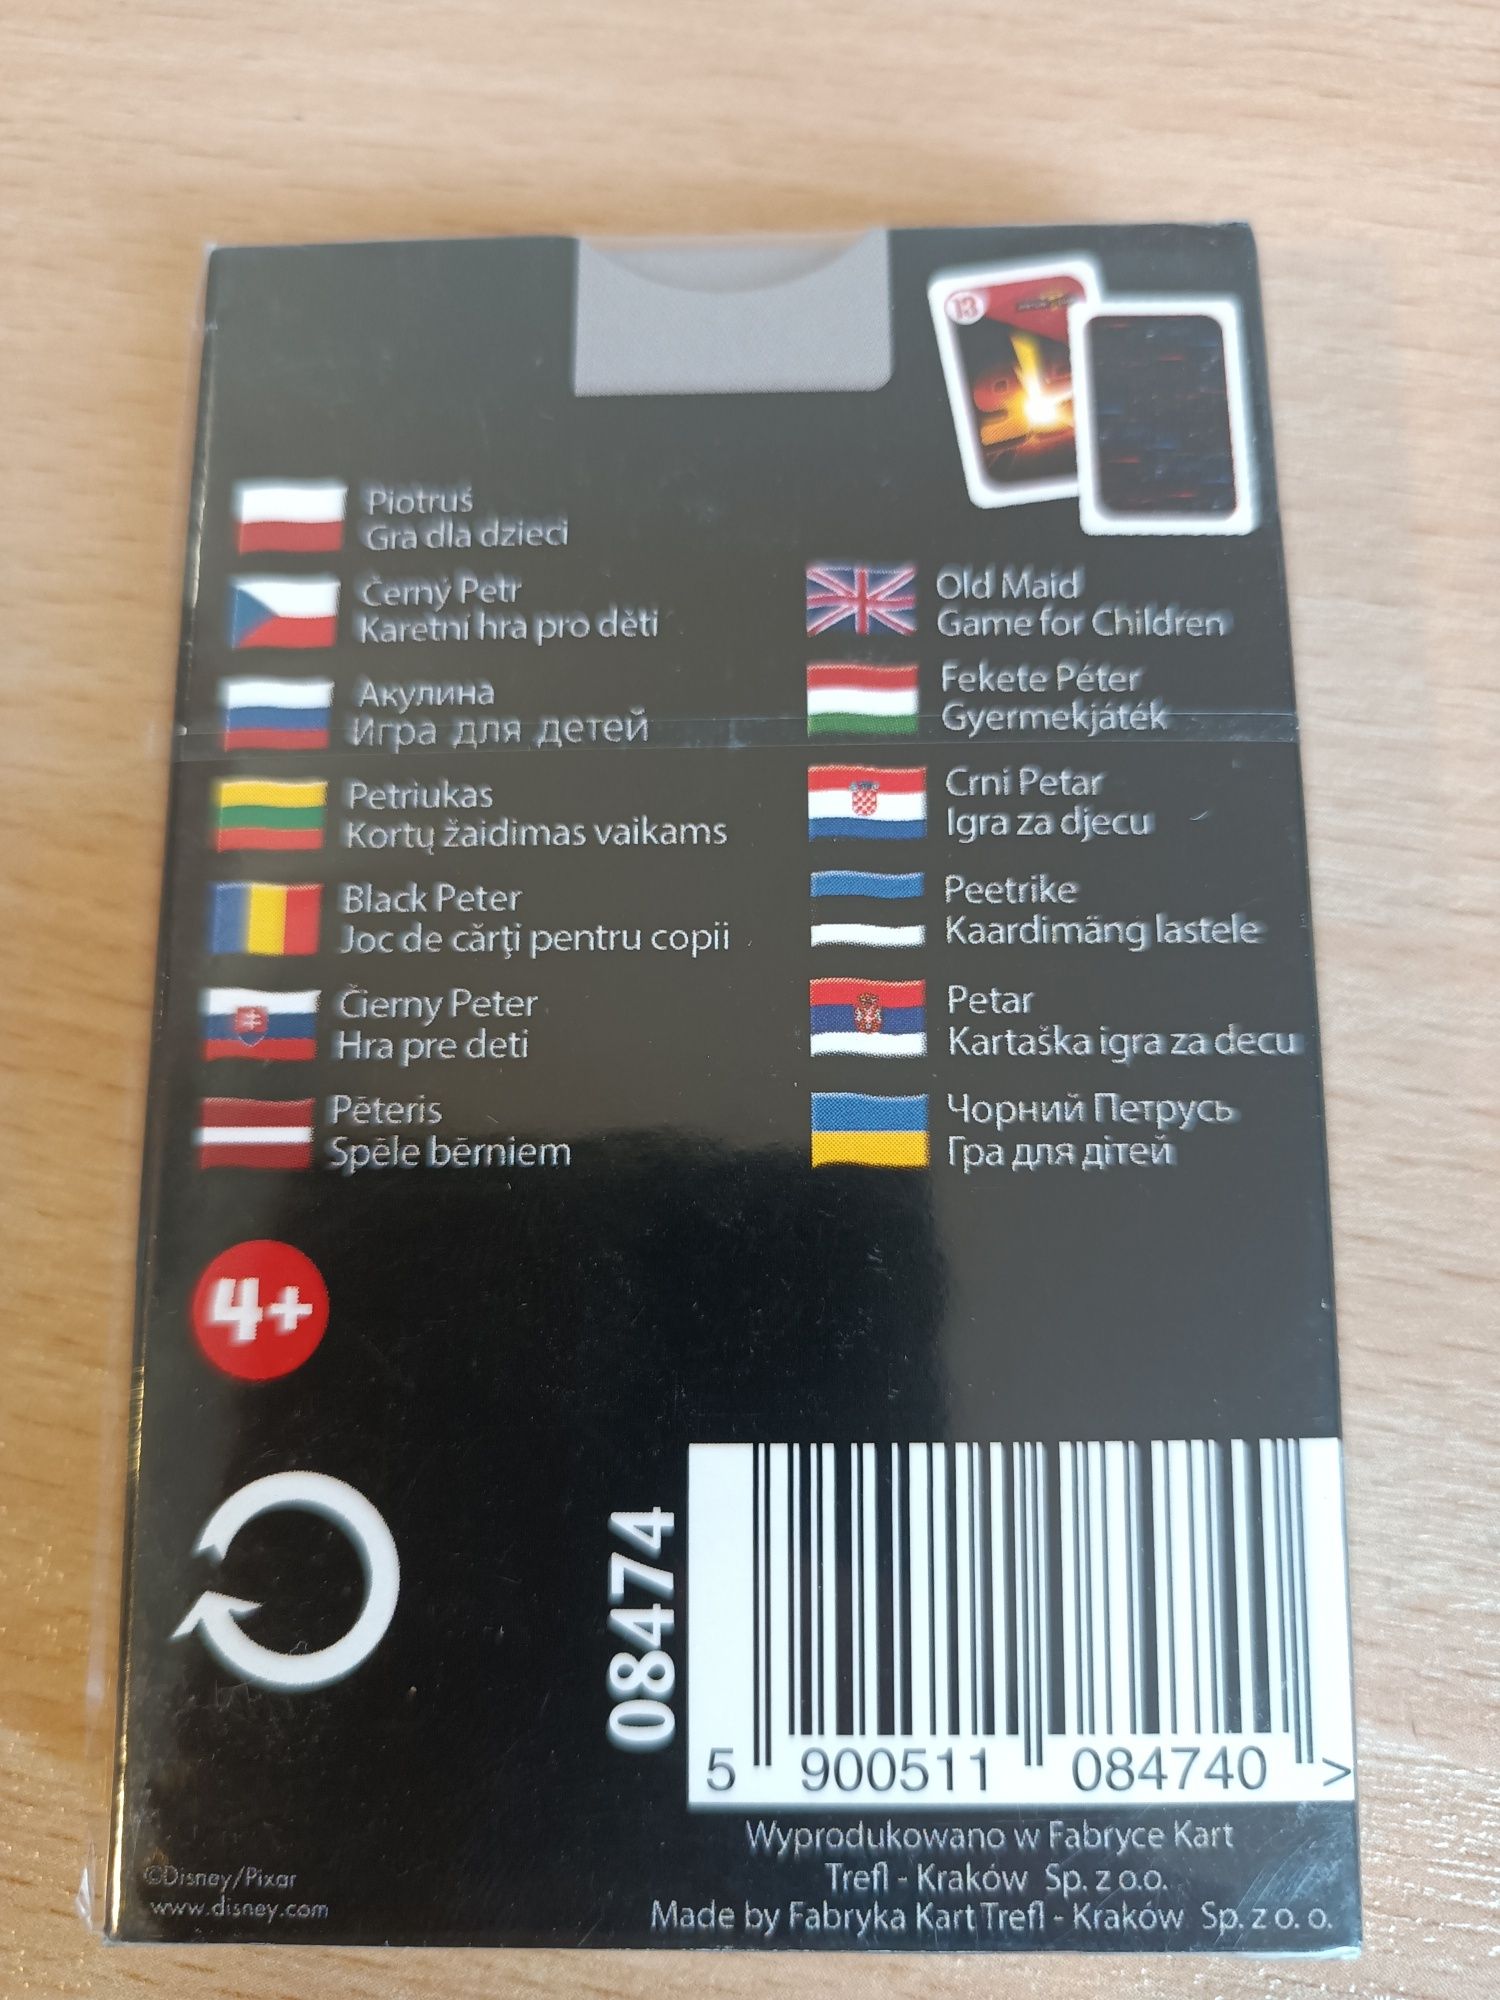 13
Piotruś
Gra dla dzieci
Černý Petr
Karetní hra pro děti
Акулина
Игра для детей
Petriukas
Kortų žaidimas vaikams
Black Peter
Joc de cărţi pentru copii
Čierny Peter
Hra pre deti
Pēteris
Spēle bērniem
Old Maid
Game for Children
Fekete Péter
Gyermekjáték
Crni Petar
Igra za djecu
Peetrike
Kaardimäng lastele
Petar
Kartaška igra za decu
Чорний Петрусь
Гра для дітей
4+
08474
5 900511 084740 >
Wyprodukowano w Fabryce Kart
Trefl - Kraków Sp. z o.o.
Made by Fabryka Kart Trefl - Kraków Sp. z o. o.
©Disney/Pixar
www.disney.com